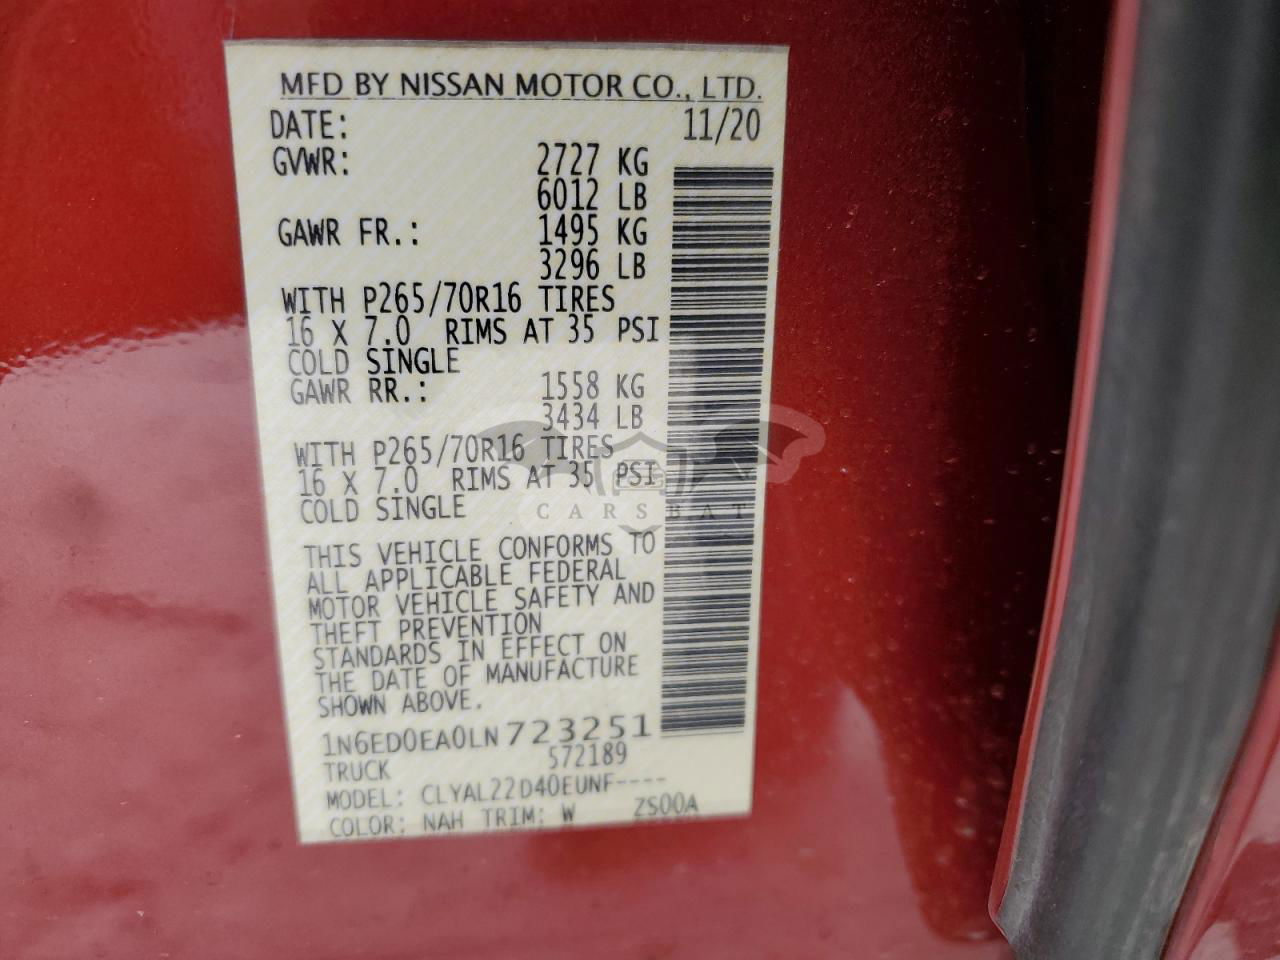 MFD BY NISSAN MOTOR CO., LTD.
DATE: 11/20
GVWR: 2727 KG
6012 LB
GAWR FR.: 1495 KG
3296 LB
WITH P265/70R16 TIRES
16 X 7.0 RIMS AT 35 PSI
COLD SINGLE
GAWR RR.: 1558 KG
3434 LB
WITH P265/70R16 TIRES
16 X 7.0 RIMS AT 35 PSI
COLD SINGLE
CARSBAT
THIS VEHICLE CONFORMS TO
ALL APPLICABLE FEDERAL
MOTOR VEHICLE SAFETY AND
THEFT PREVENTION
STANDARDS IN EFFECT ON
THE DATE OF MANUFACTURE
SHOWN ABOVE.
1N6ED0EA0LN723251
TRUCK 572189
MODEL: CLYAL22D40EUNF----
COLOR: NAH TRIM: W ZS00A